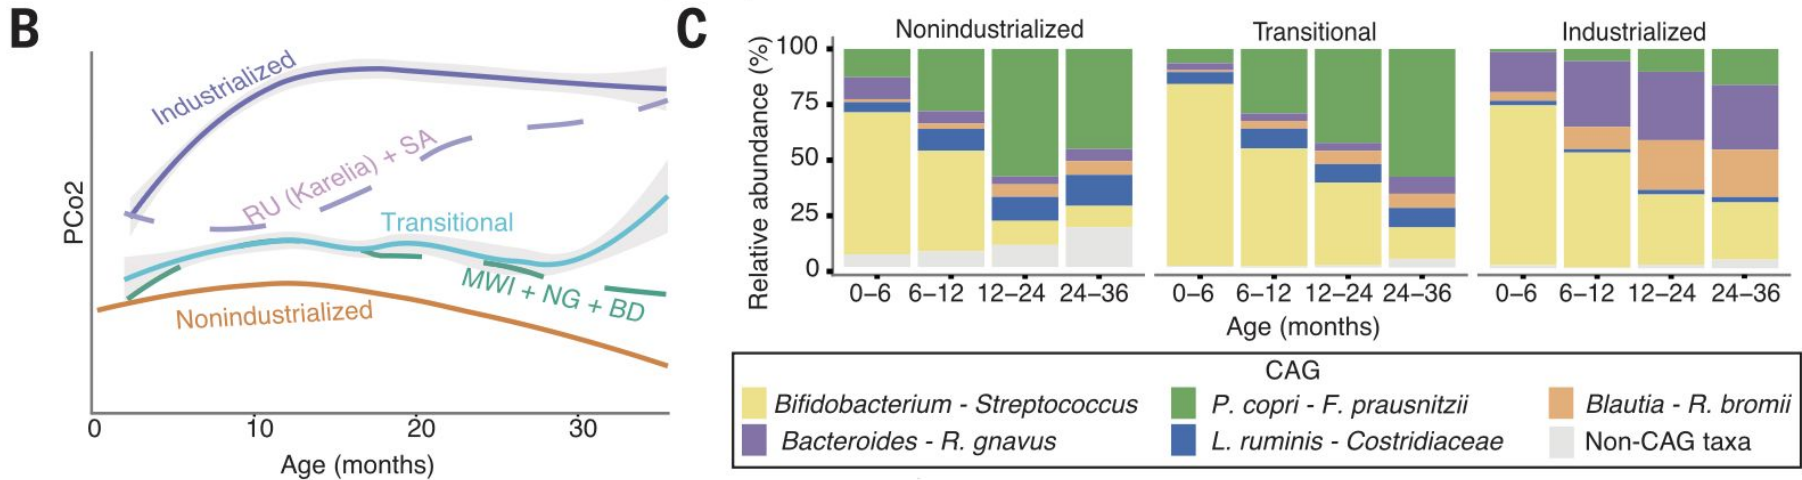 B
Industrialized
RU (Karelia) + SA
Transitional
MWI + NG + BD
Nonindustrialized
PCo2
0 10 20 30
Age (months)
C
Nonindustrialized Transitional Industrialized
Relative abundance (%)
100
75
50
25
0
0–6 6–12 12–24 24–36 0–6 6–12 12–24 24–36 0–6 6–12 12–24 24–36
Age (months)
CAG
Bifidobacterium - Streptococcus P. copri - F. prausnitzii Blautia - R. bromii
Bacteroides - R. gnavus L. ruminis - Costridiaceae Non-CAG taxa